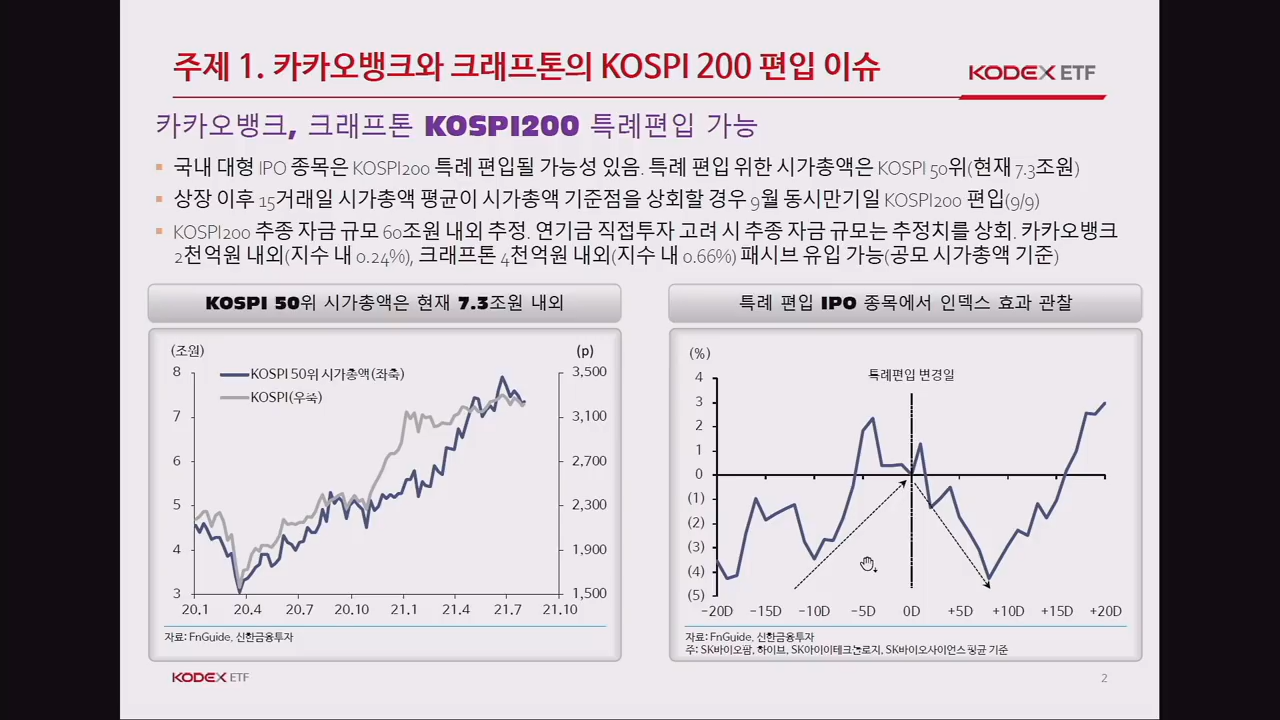 주제 1. 카카오뱅크와 크래프톤의 KOSPI 200 편입 이슈
KODEX ETF
카카오뱅크, 크래프톤 KOSPI200 특례편입 가능
국내 대형 IPO 종목은 KOSPI200 특례 편입될 가능성 있음. 특례 편입 위한 시가총액은 KOSPI 50위(현재 7.3조원)
상장 이후 15거래일 시가총액 평균이 시가총액 기준점을 상회할 경우 9월 동시만기일 KOSPI200 편입(9/9)
KOSPI200 추종 자금 규모 60조원 내외 추정. 연기금 직접투자 고려 시 추종 자금 규모는 추정치를 상회. 카카오뱅크
2천억원 내외(지수 내 0.24%), 크래프톤 4천억원 내외(지수 내 0.66%) 패시브 유입 가능(공모 시가총액 기준)
KOSPI 50위 시가총액은 현재 7.3조원 내외
(조원)
(p)
KOSPI 50위 시가총액(좌축)
KOSPI(우축)
8
7
6
5
4
3
3,500
3,100
2,700
2,300
1,900
1,500
20.1 20.4 20.7 20.10 21.1 21.4 21.7 21.10
자료: FnGuide, 신한금융투자
특례 편입 IPO 종목에서 인덱스 효과 관찰
(%)
특례편입 변경일
4
3
2
1
0
(1)
(2)
(3)
(4)
(5)
-20D -15D -10D -5D 0D +5D +10D +15D +20D
자료: FnGuide, 신한금융투자
주: SK바이오팜, 하이브, SK아이이테크놀로지, SK바이오사이언스 평균 기준
KODEX ETF
2